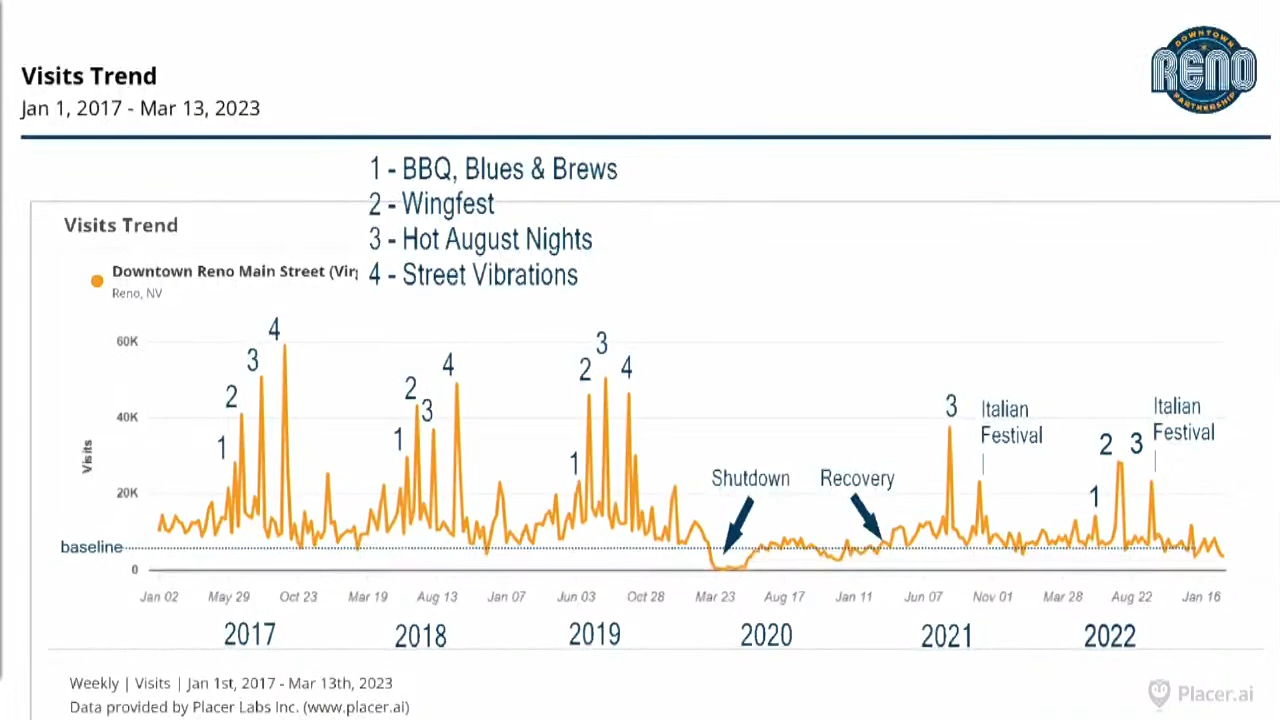 DOWNTOWN
RENO
PARTNERSHIP
Visits Trend
Jan 1, 2017 - Mar 13, 2023
1 - BBQ, Blues & Brews
2 - Wingfest
3 - Hot August Nights
4 - Street Vibrations
Visits Trend
Downtown Reno Main Street (Vir
Reno, NV
60K
40K
20K
0
Visits
baseline
1
2
3
4
1
2
3
4
1
2
3
4
Shutdown
Recovery
3
Italian
Festival
1
2
3
Italian
Festival
Jan 02 May 29 Oct 23 Mar 19 Aug 13 Jan 07 Jun 03 Oct 28 Mar 23 Aug 17 Jan 11 Jun 07 Nov 01 Mar 28 Aug 22 Jan 16
2017 2018 2019 2020 2021 2022
Weekly | Visits | Jan 1st, 2017 - Mar 13th, 2023
Data provided by Placer Labs Inc. (www.placer.ai)
Placer.ai